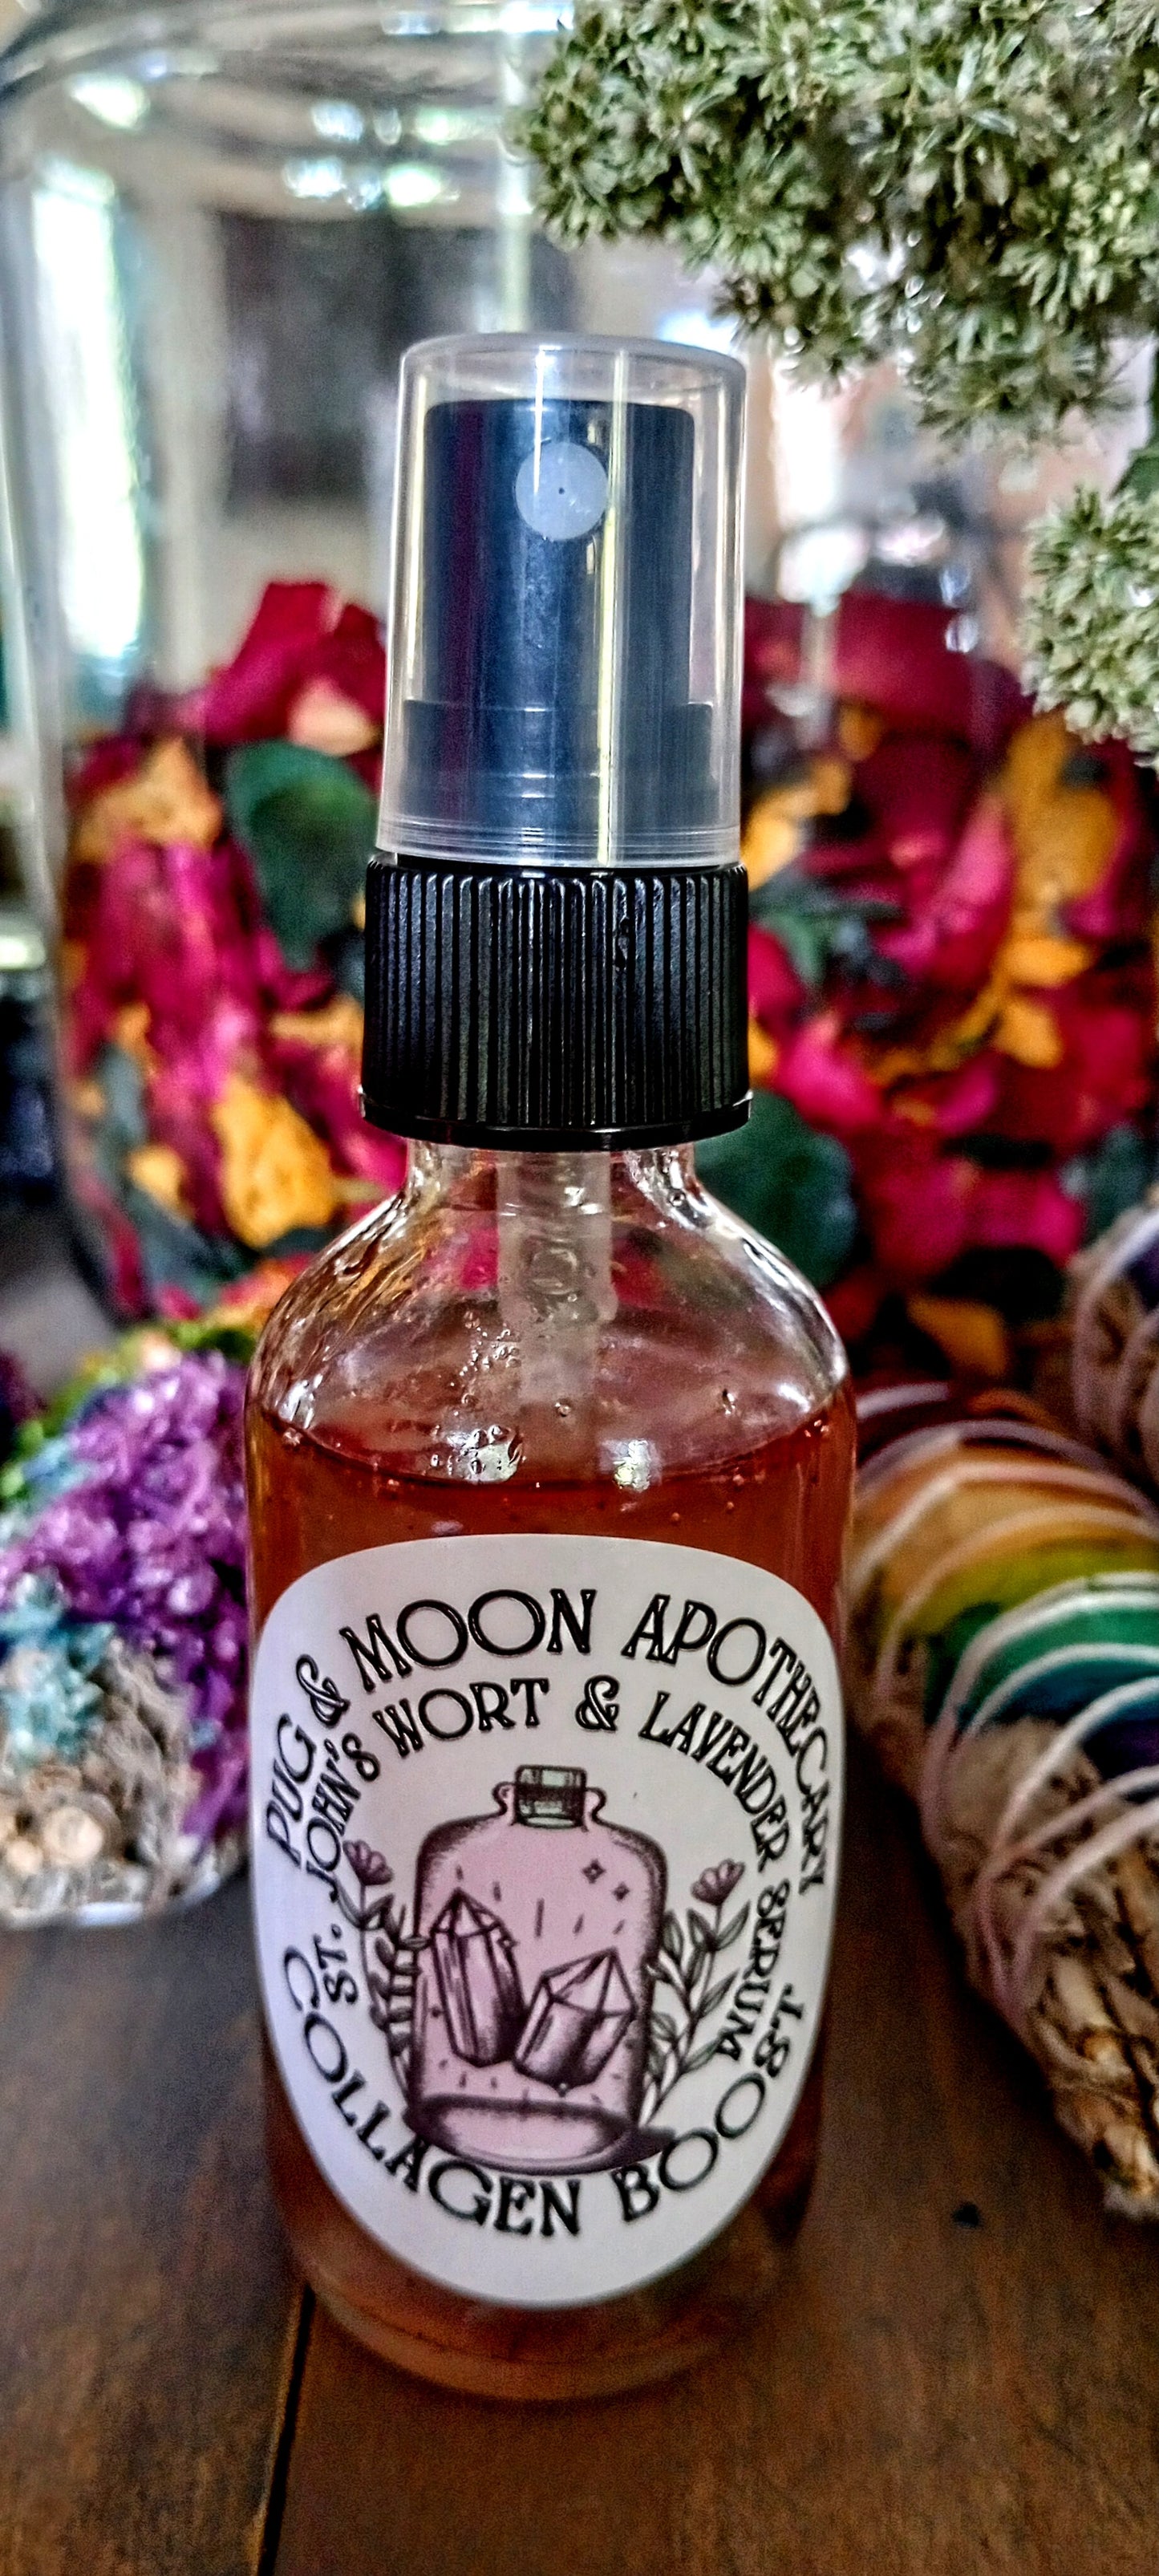 PUG & MOON APOTHECARY
ST. JOHN'S WORT & LAVENDER SERUM
COLLAGEN BOOST